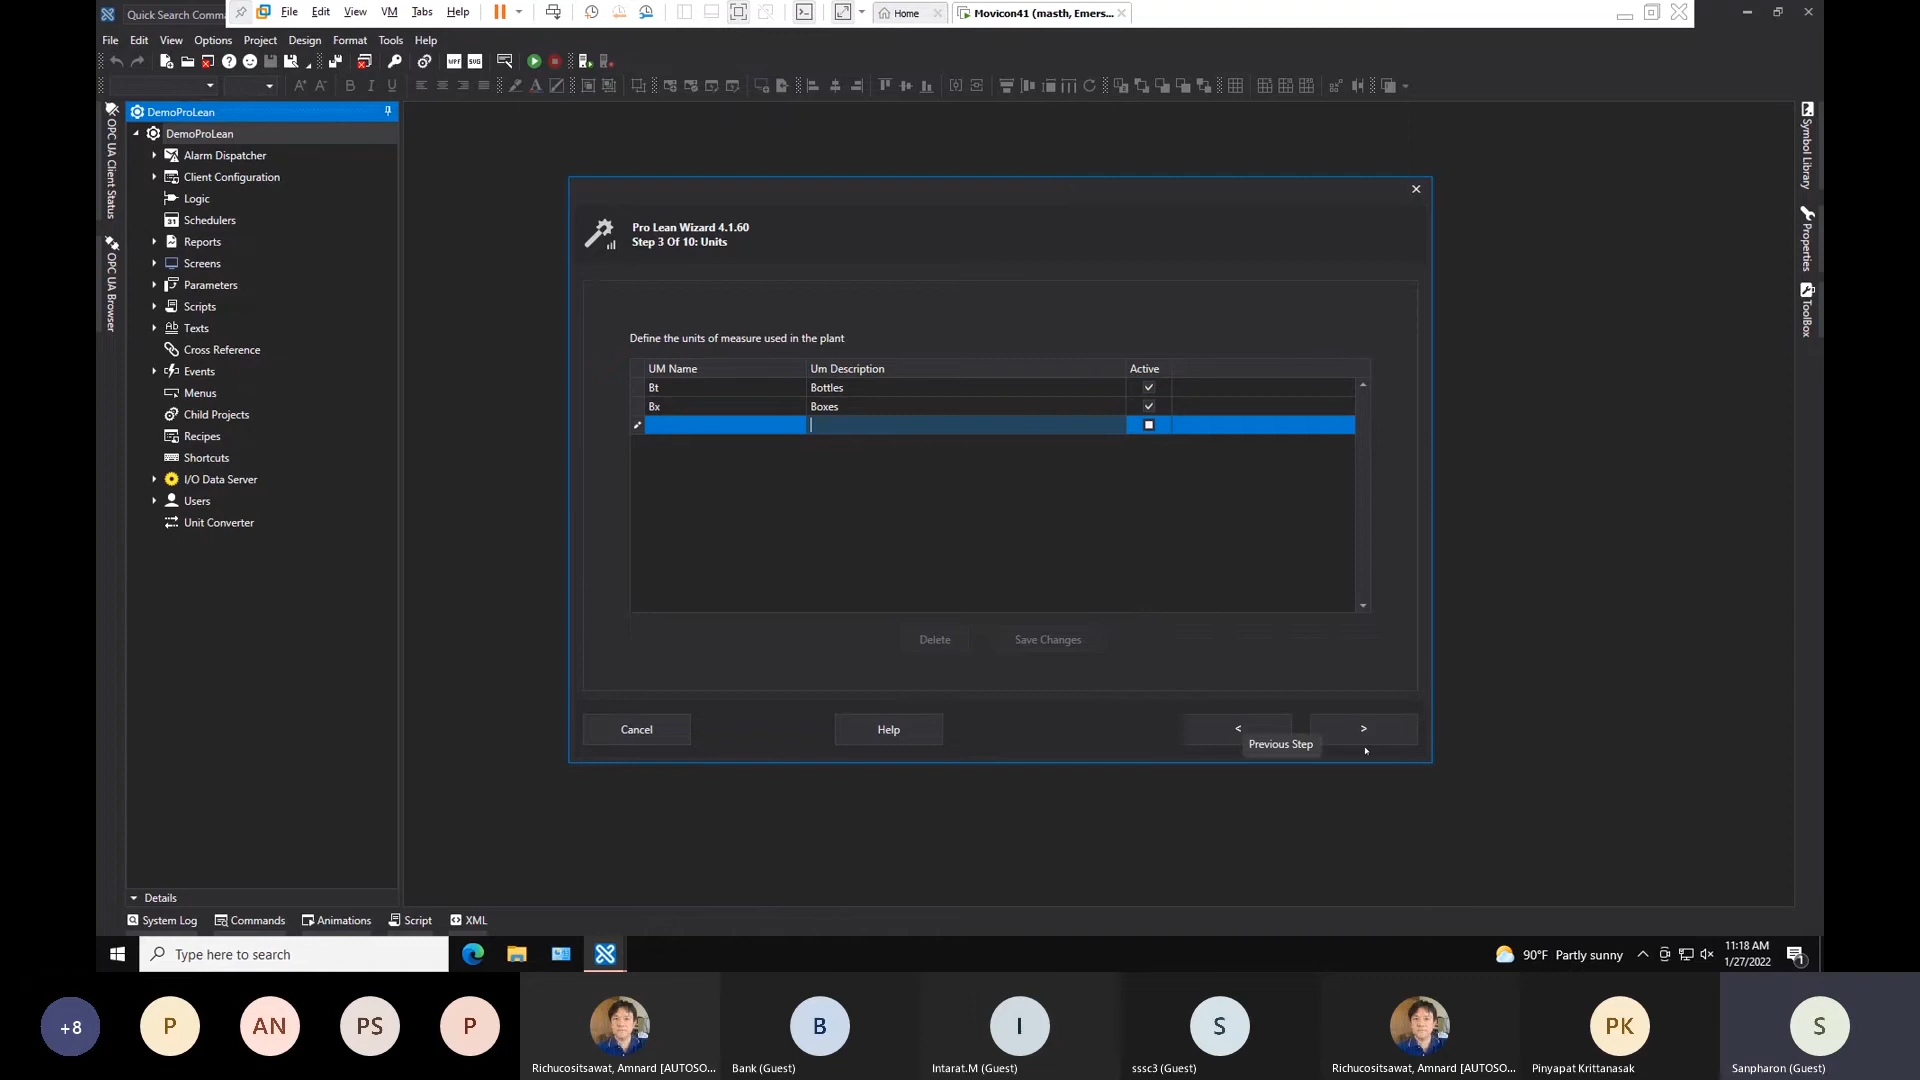 Quick Search Comma
File Edit View VM Tabs Help
Home
Movicon41 (masth, Emers...
File Edit View Options Project Design Format Tools Help
WPF SVG
B I U
DemoProLean
DemoProLean
Alarm Dispatcher
Client Configuration
Logic
31 Schedulers
Reports
Screens
Parameters
Scripts
Ab Texts
Cross Reference
Events
Menus
Child Projects
Recipes
Shortcuts
I/O Data Server
Users
Unit Converter
OPC UA Client Status
OPC UA Browser
Pro Lean Wizard 4.1.60
Step 3 Of 10: Units
Define the units of measure used in the plant
UM Name Um Description Active
Bt Bottles
Bx Boxes
Delete Save Changes
Cancel Help < >
Previous Step
Symbol Library
Properties
ToolBox
Details
System Log Commands Animations Script XML
Type here to search
90°F Partly sunny
11:18 AM
1/27/2022
1
+8 P AN PS P B I S PK S
Richucositsawat, Amnard [AUTOSO... Bank (Guest) Intarat.M (Guest) sssc3 (Guest) Richucositsawat, Amnard [AUTOSO... Pinyapat Krittanasak Sanpharon (Guest)